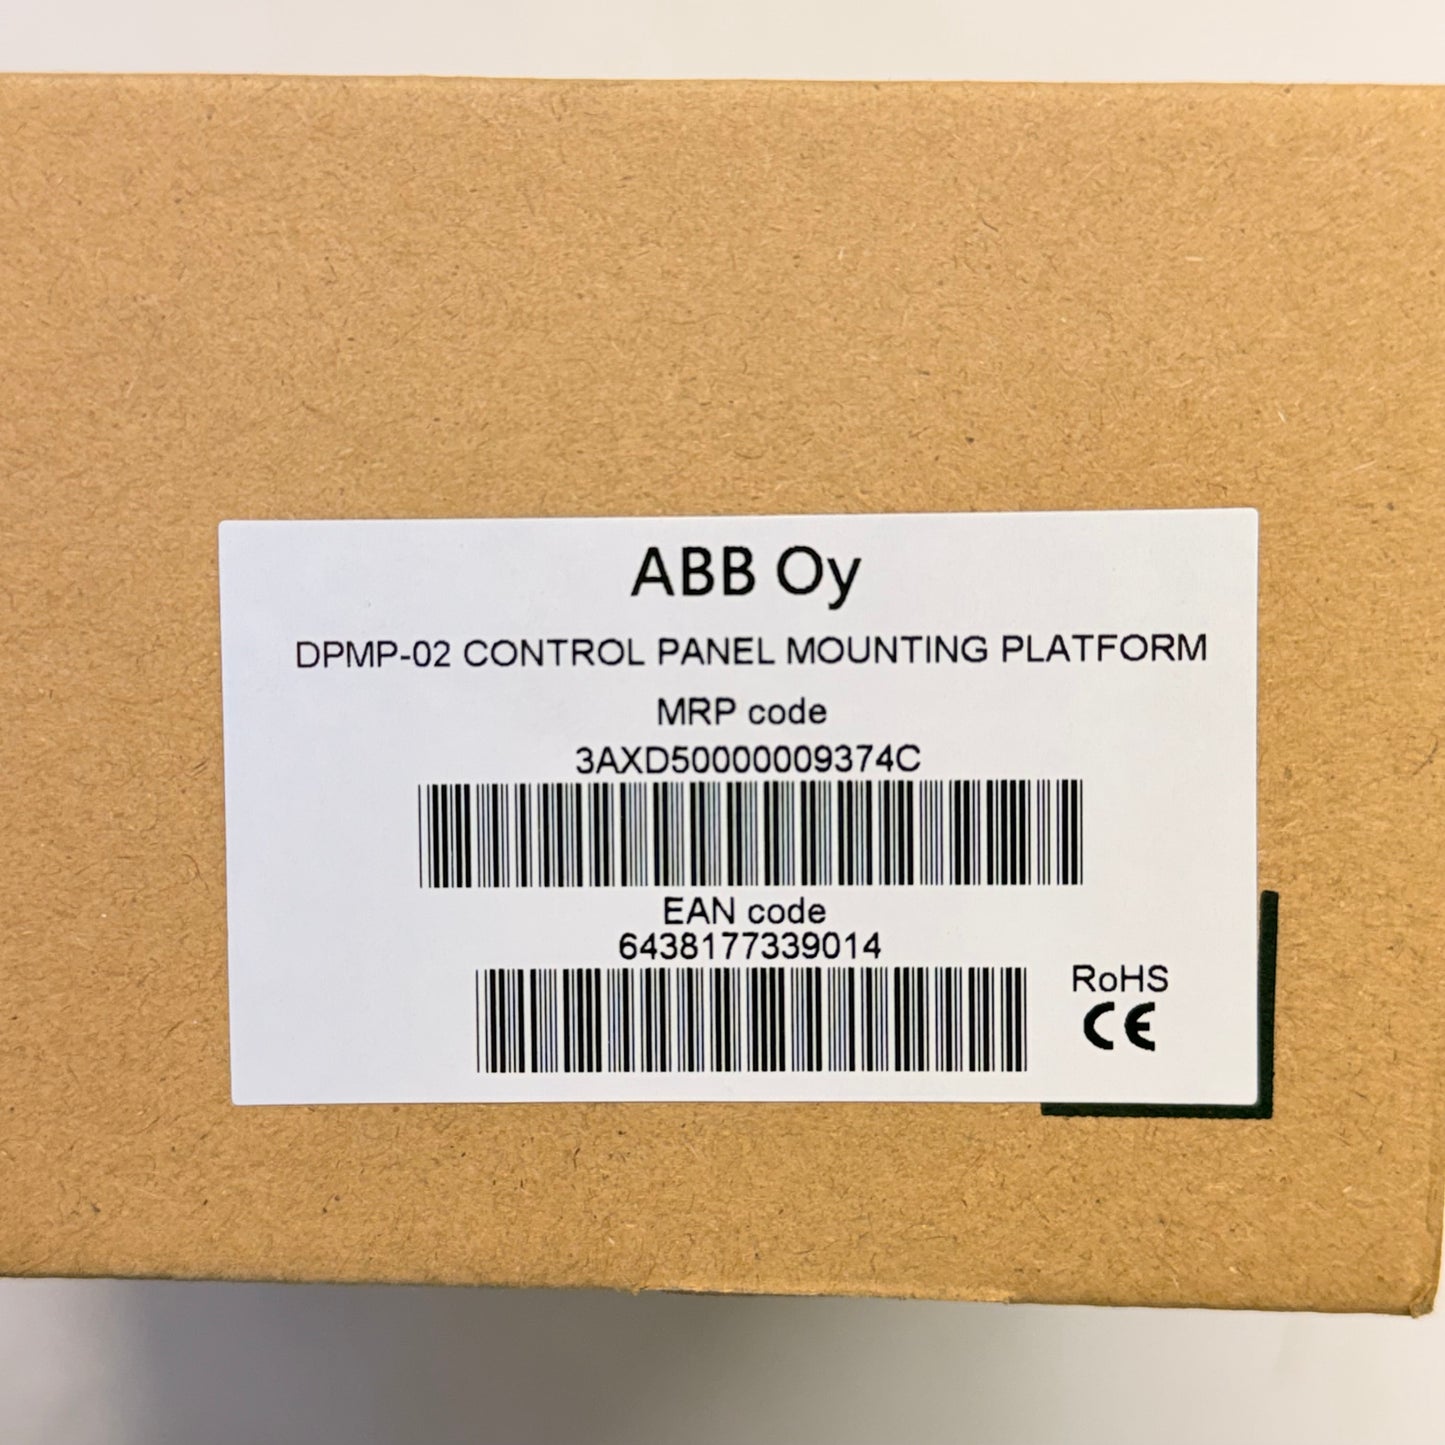 ABB Oy
DPMP-02 CONTROL PANEL MOUNTING PLATFORM
MRP code
3AXD50000009374C
EAN code
6438177339014
RoHS
CE